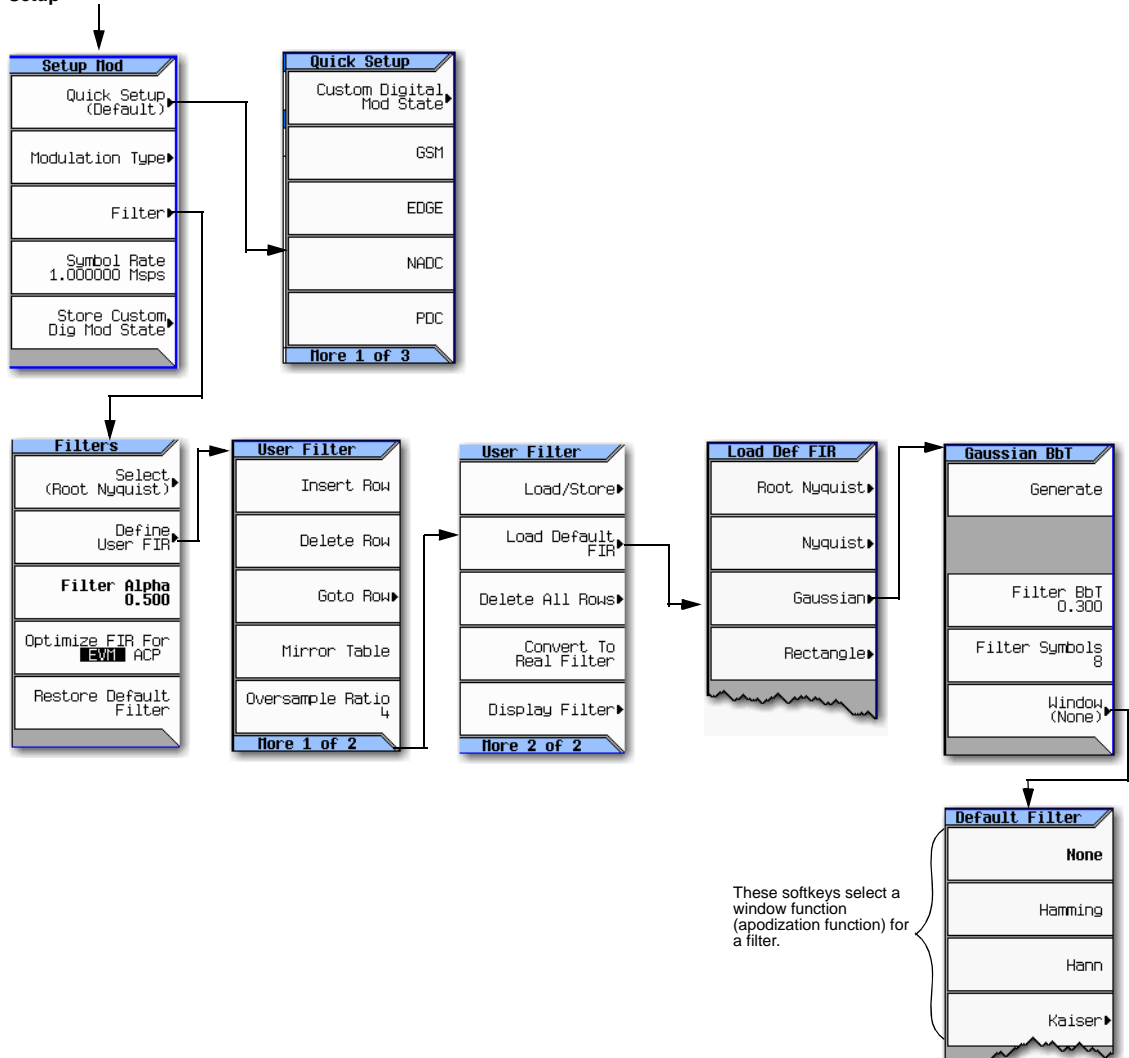 Setup
Setup Mod
Quick Setup
(Default)
Modulation Type
Filter
Symbol Rate
1.000000 Msps
Store Custom
Dig Mod State
Quick Setup
Custom Digital
Mod State
GSM
EDGE
NADC
PDC
More 1 of 3
Filters
Select
(Root Nyquist)
Define
User FIR
Filter Alpha
0.500
Optimize FIR For
EVM ACP
Restore Default
Filter
User Filter
Insert Row
Delete Row
Goto Row
Mirror Table
Oversample Ratio
4
More 1 of 2
User Filter
Load/Store
Load Default
FIR
Delete All Rows
Convert To
Real Filter
Display Filter
More 2 of 2
Load Def FIR
Root Nyquist
Nyquist
Gaussian
Rectangle
Gaussian BbT
Generate
Filter BbT
0.300
Filter Symbols
8
Window
(None)
Default Filter
None
Hamming
Hann
Kaiser
These softkeys select a
window function
(apodization function) for
a filter.